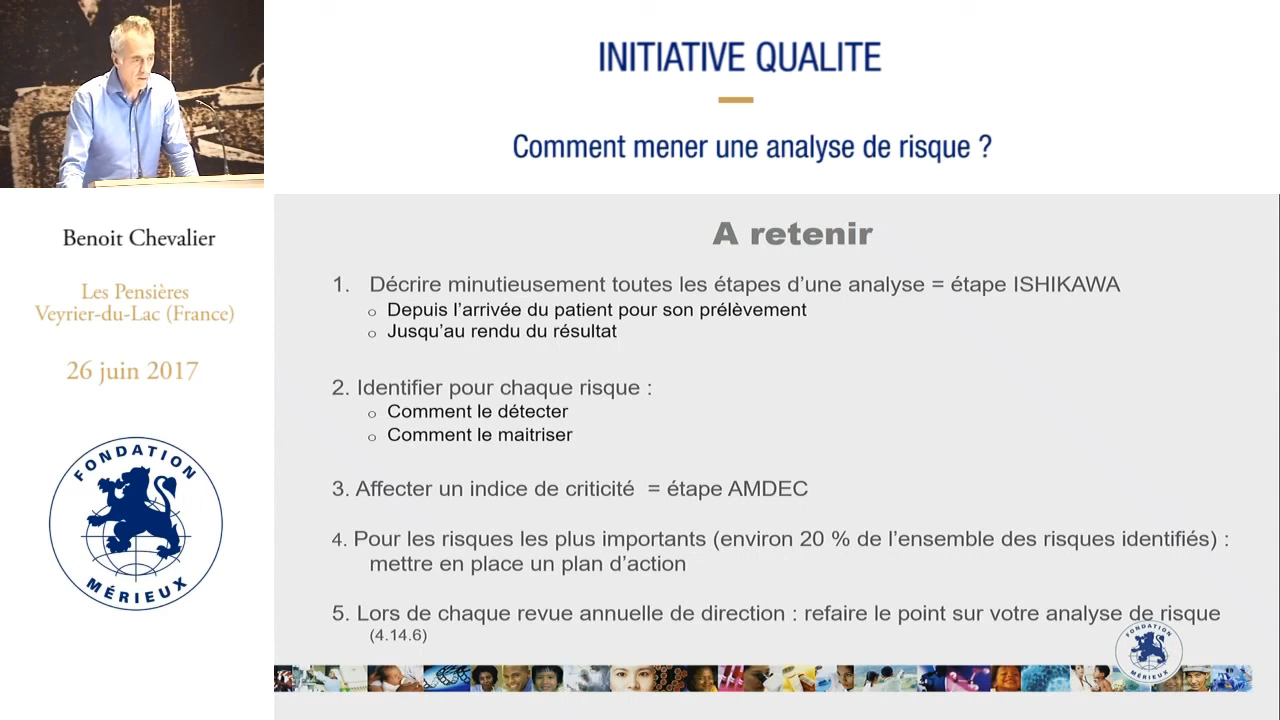 INITIATIVE QUALITE
Comment mener une analyse de risque ?
Benoit Chevalier
Les Pensières
Veyrier-du-Lac (France)
26 juin 2017
FONDATION
MÉRIEUX
A retenir
1. Décrire minutieusement toutes les étapes d’une analyse = étape ISHIKAWA
o Depuis l’arrivée du patient pour son prélèvement
o Jusqu’au rendu du résultat
2. Identifier pour chaque risque :
o Comment le détecter
o Comment le maitriser
3. Affecter un indice de criticité = étape AMDEC
4. Pour les risques les plus importants (environ 20 % de l’ensemble des risques identifiés) :
mettre en place un plan d’action
5. Lors de chaque revue annuelle de direction : refaire le point sur votre analyse de risque
(4.14.6)
FONDATION
MÉRIEUX